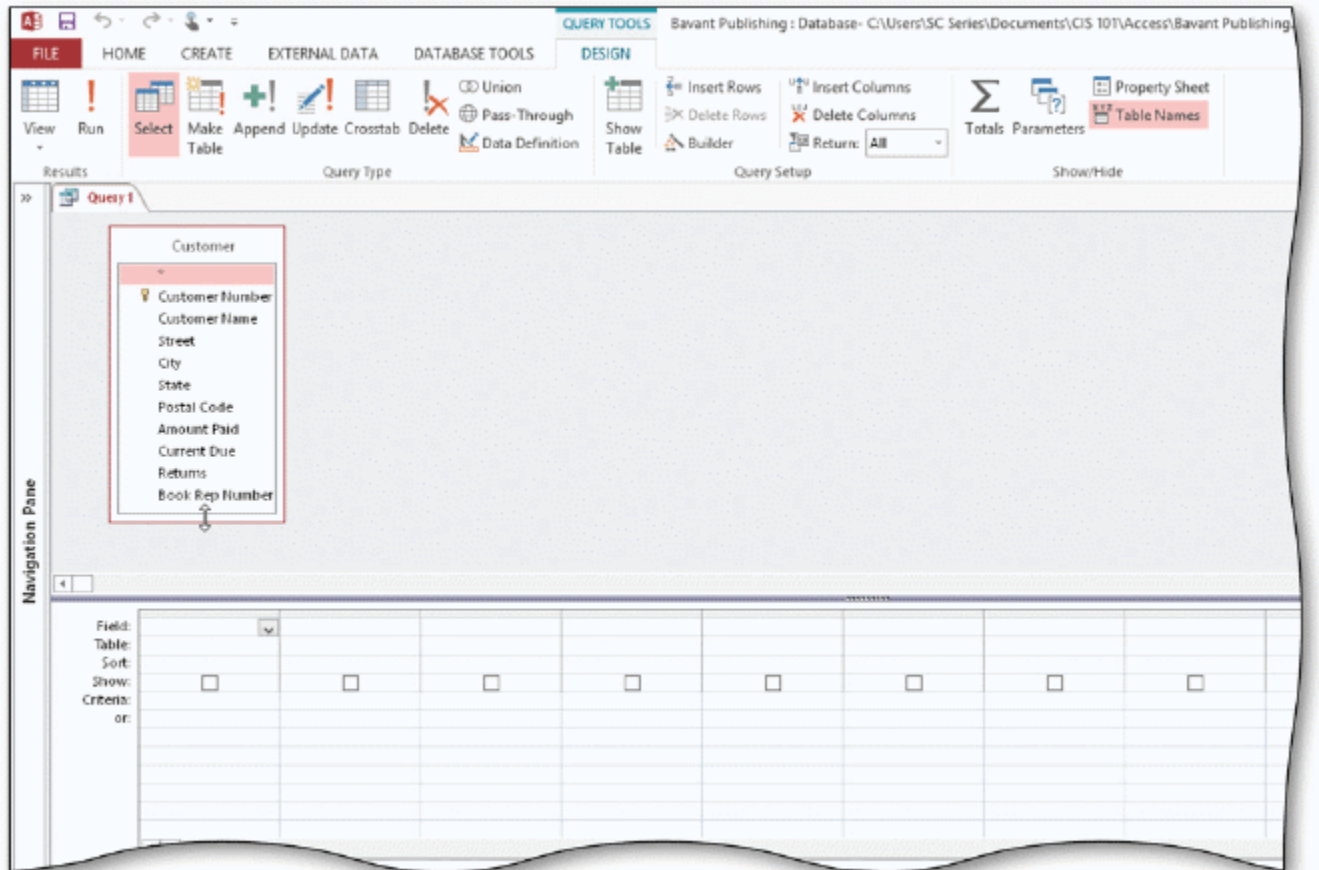 QUERY TOOLS Bavant Publishing : Database- C:\Users\SC Series\Documents\CIS 101\Access\Bavant Publishing.
FILE HOME CREATE EXTERNAL DATA DATABASE TOOLS DESIGN
View
Run
Select
Make Table
Append
Update
Crosstab
Delete
Union
Pass-Through
Data Definition
Show Table
Insert Rows
Delete Rows
Builder
Insert Columns
Delete Columns
Return: All
Totals
Parameters
Property Sheet
XYZ
Table Names
Results
Query Type
Query Setup
Show/Hide
Query1
Navigation Pane
Customer
*
Customer Number
Customer Name
Street
City
State
Postal Code
Amount Paid
Current Due
Returns
Book Rep Number
Field:
Table:
Sort:
Show:
Criteria:
or: